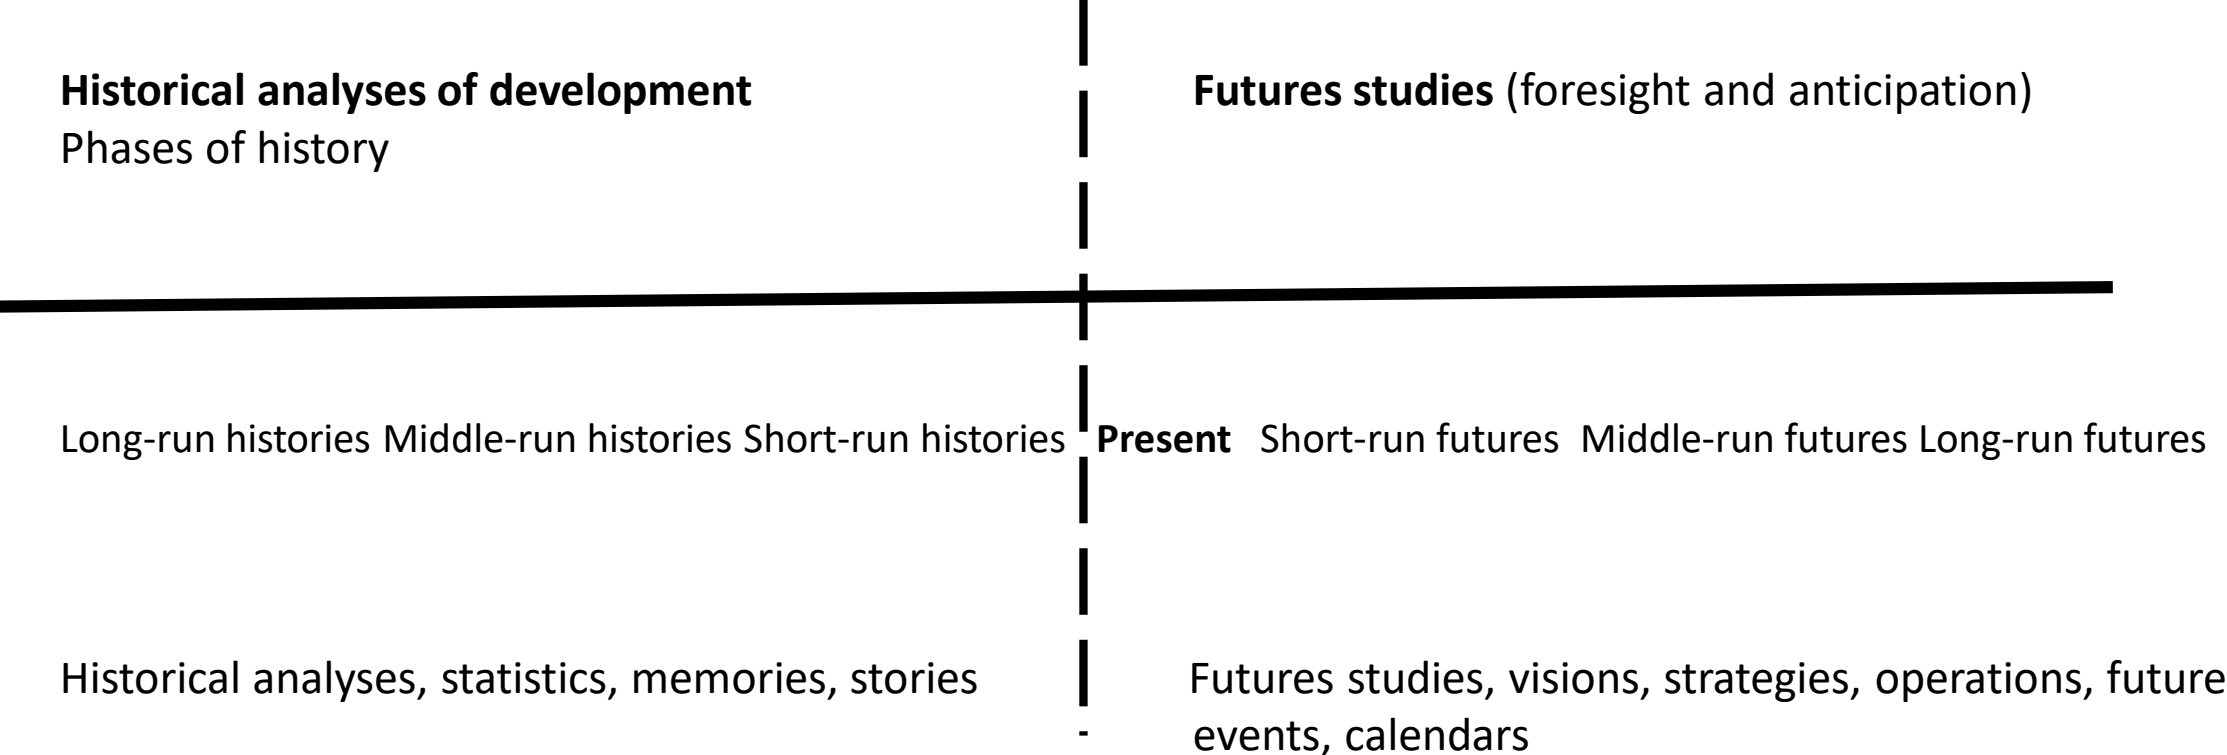 Historical analyses of development
Phases of history
Futures studies (foresight and anticipation)
Long-run histories Middle-run histories Short-run histories Present Short-run futures Middle-run futures Long-run futures
Historical analyses, statistics, memories, stories
Futures studies, visions, strategies, operations, future
events, calendars